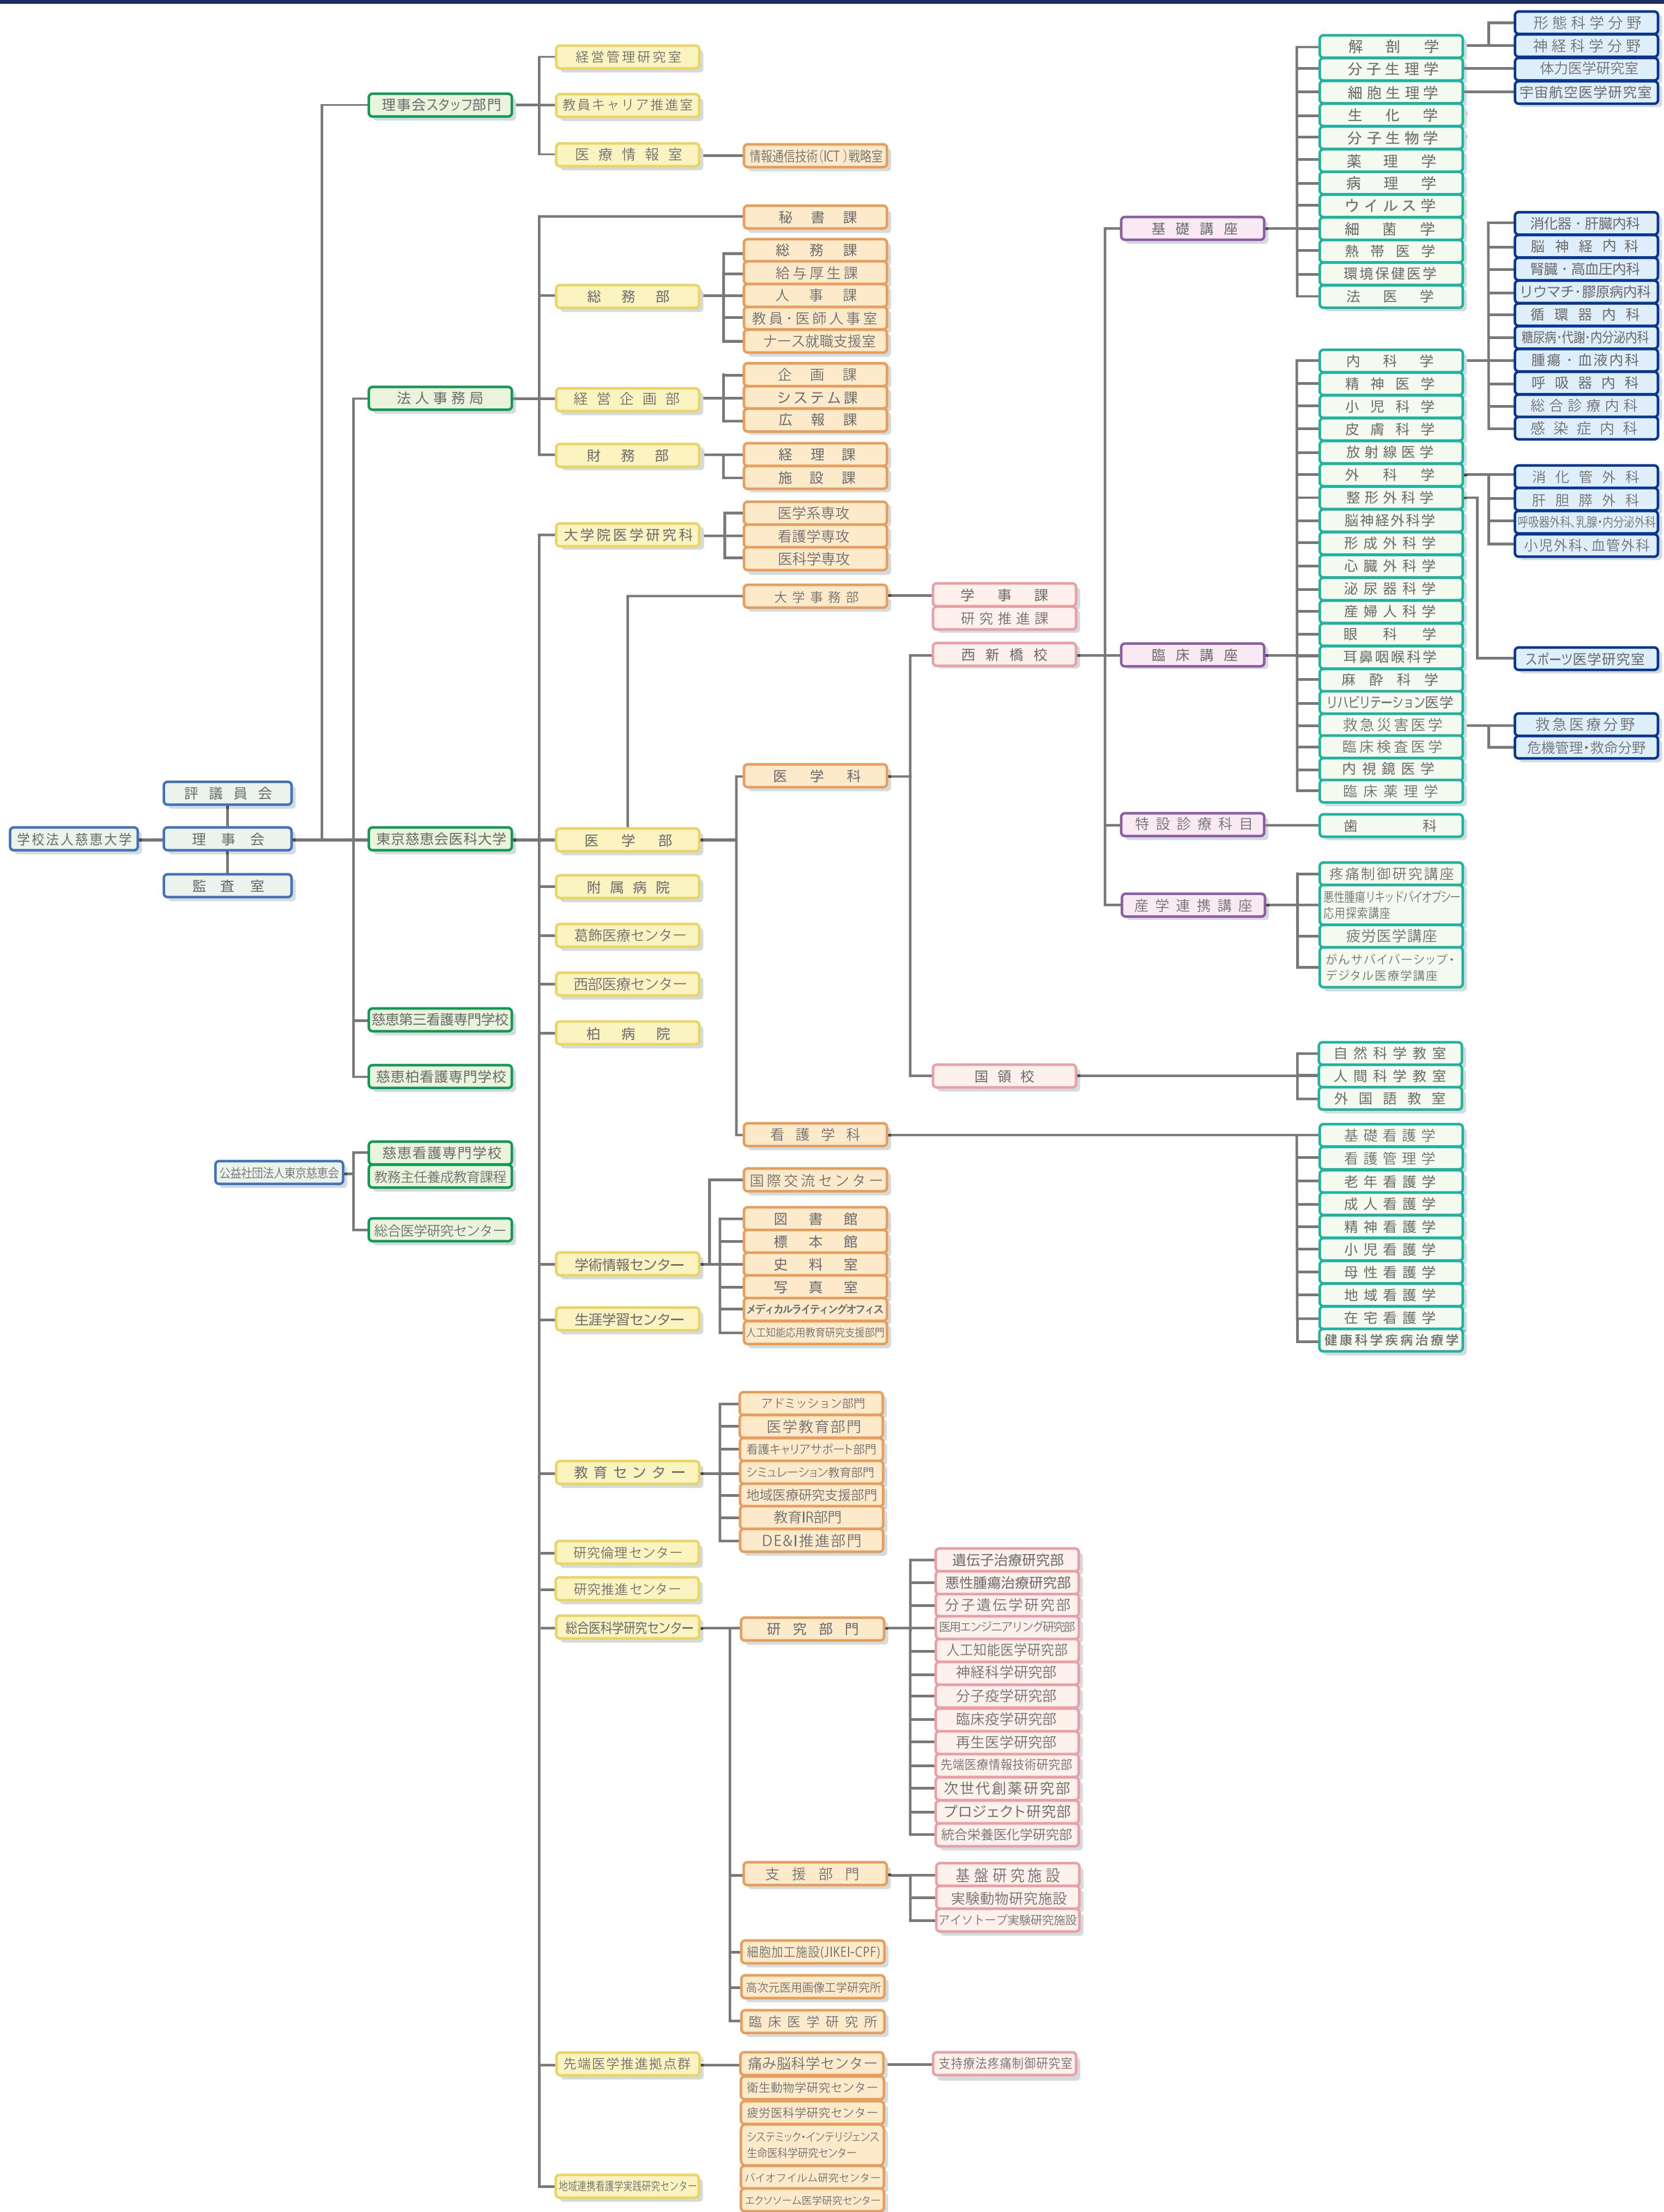 学校法人慈恵大学
評議員会
理事会
監査室
理事会スタッフ部門
経営管理研究室
教員キャリア推進室
医療情報室
情報通信技術(ICT)戦略室
法人事務局
秘書課
総務部
総務課
給与厚生課
人事課
教員・医師人事室
ナース就職支援室
経営企画部
企画課
システム課
広報課
財務部
経理課
施設課
東京慈恵会医科大学
大学院医学研究科
医学系専攻
看護学専攻
医科学専攻
医学部
大学事務部
学事課
研究推進課
医学科
西新橋校
基礎講座
解剖学
形態科学分野
神経科学分野
分子生理学
体力医学研究室
細胞生理学
宇宙航空医学研究室
生化学
分子生物学
薬理学
病理学
ウイルス学
細菌学
熱帯医学
環境保健医学
法医学
臨床講座
内科学
消化器・肝臓内科
脳神経内科
腎臓・高血圧内科
リウマチ・膠原病内科
循環器内科
糖尿病・代謝・内分泌内科
腫瘍・血液内科
呼吸器内科
総合診療内科
感染症内科
精神医学
小児科学
皮膚科学
放射線医学
外科学
消化管外科
肝胆膵外科
呼吸器外科、乳腺・内分泌外科
小児外科、血管外科
整形外科学
スポーツ医学研究室
脳神経外科学
形成外科学
心臓外科学
泌尿器科学
産婦人科学
眼科学
耳鼻咽喉科学
麻酔科学
リハビリテーション医学
救急災害医学
救急医療分野
危機管理・救命分野
臨床検査医学
内視鏡医学
臨床薬理学
特設診療科目
歯科
産学連携講座
疼痛制御研究講座
悪性腫瘍リキッドバイオプシー
応用探索講座
疲労医学講座
がんサバイバーシップ・
デジタル医療学講座
国領校
自然科学教室
人間科学教室
外国語教室
看護学科
基礎看護学
看護管理学
老年看護学
成人看護学
精神看護学
小児看護学
母性看護学
地域看護学
在宅看護学
健康科学疾病治療学
附属病院
葛飾医療センター
西部医療センター
柏病院
学術情報センター
国際交流センター
図書館
標本館
史料室
写真室
メディカルライティングオフィス
人工知能応用教育研究支援部門
生涯学習センター
教育センター
アドミッション部門
医学教育部門
看護キャリアサポート部門
シミュレーション教育部門
地域医療研究支援部門
教育IR部門
DE&I推進部門
研究倫理センター
研究推進センター
総合医科学研究センター
研究部門
遺伝子治療研究部
悪性腫瘍治療研究部
分子遺伝学研究部
医用エンジニアリング研究部
人工知能医学研究部
神経科学研究部
分子疫学研究部
臨床疫学研究部
再生医学研究部
先端医療情報技術研究部
次世代創薬研究部
プロジェクト研究部
統合栄養医化学研究部
支援部門
基盤研究施設
実験動物研究施設
アイソトープ実験研究施設
細胞加工施設(JIKEI-CPF)
高次元医用画像工学研究所
臨床医学研究所
先端医学推進拠点群
痛み脳科学センター
支持療法疼痛制御研究室
衛生動物学研究センター
疲労医科学研究センター
システミック・インテリジェンス
生命医科学研究センター
バイオフイルム研究センター
エクソソーム医学研究センター
地域連携看護学実践研究センター
慈恵第三看護専門学校
慈恵柏看護専門学校
公益社団法人東京慈恵会
慈恵看護専門学校
教務主任養成教育課程
総合医学研究センター